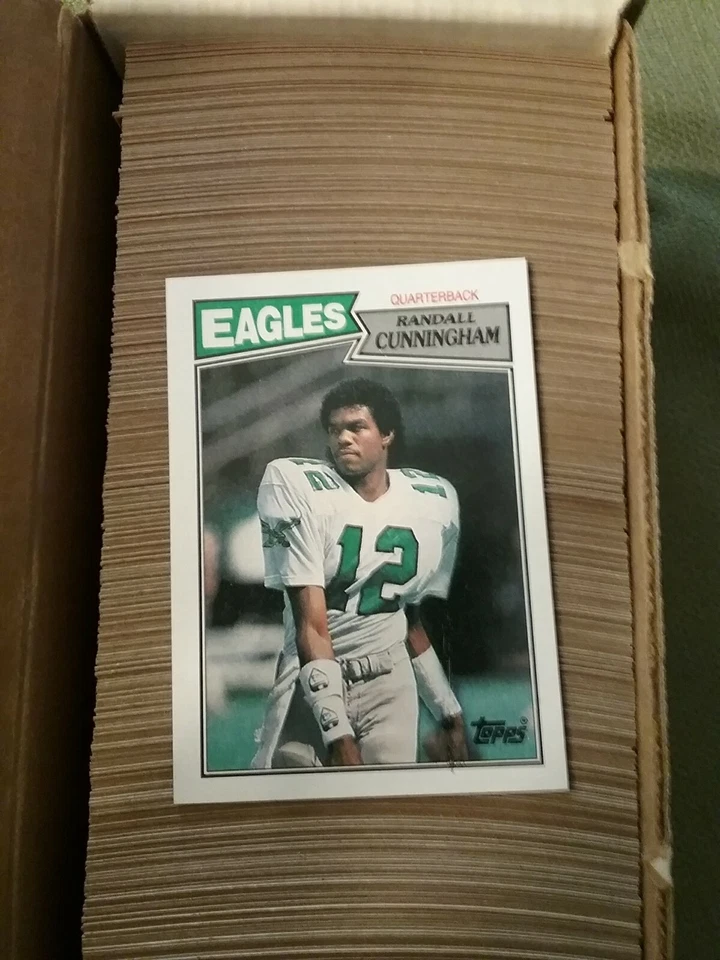 EAGLES
QUARTERBACK
RANDALL
CUNNINGHAM
12
12
12
Topps®